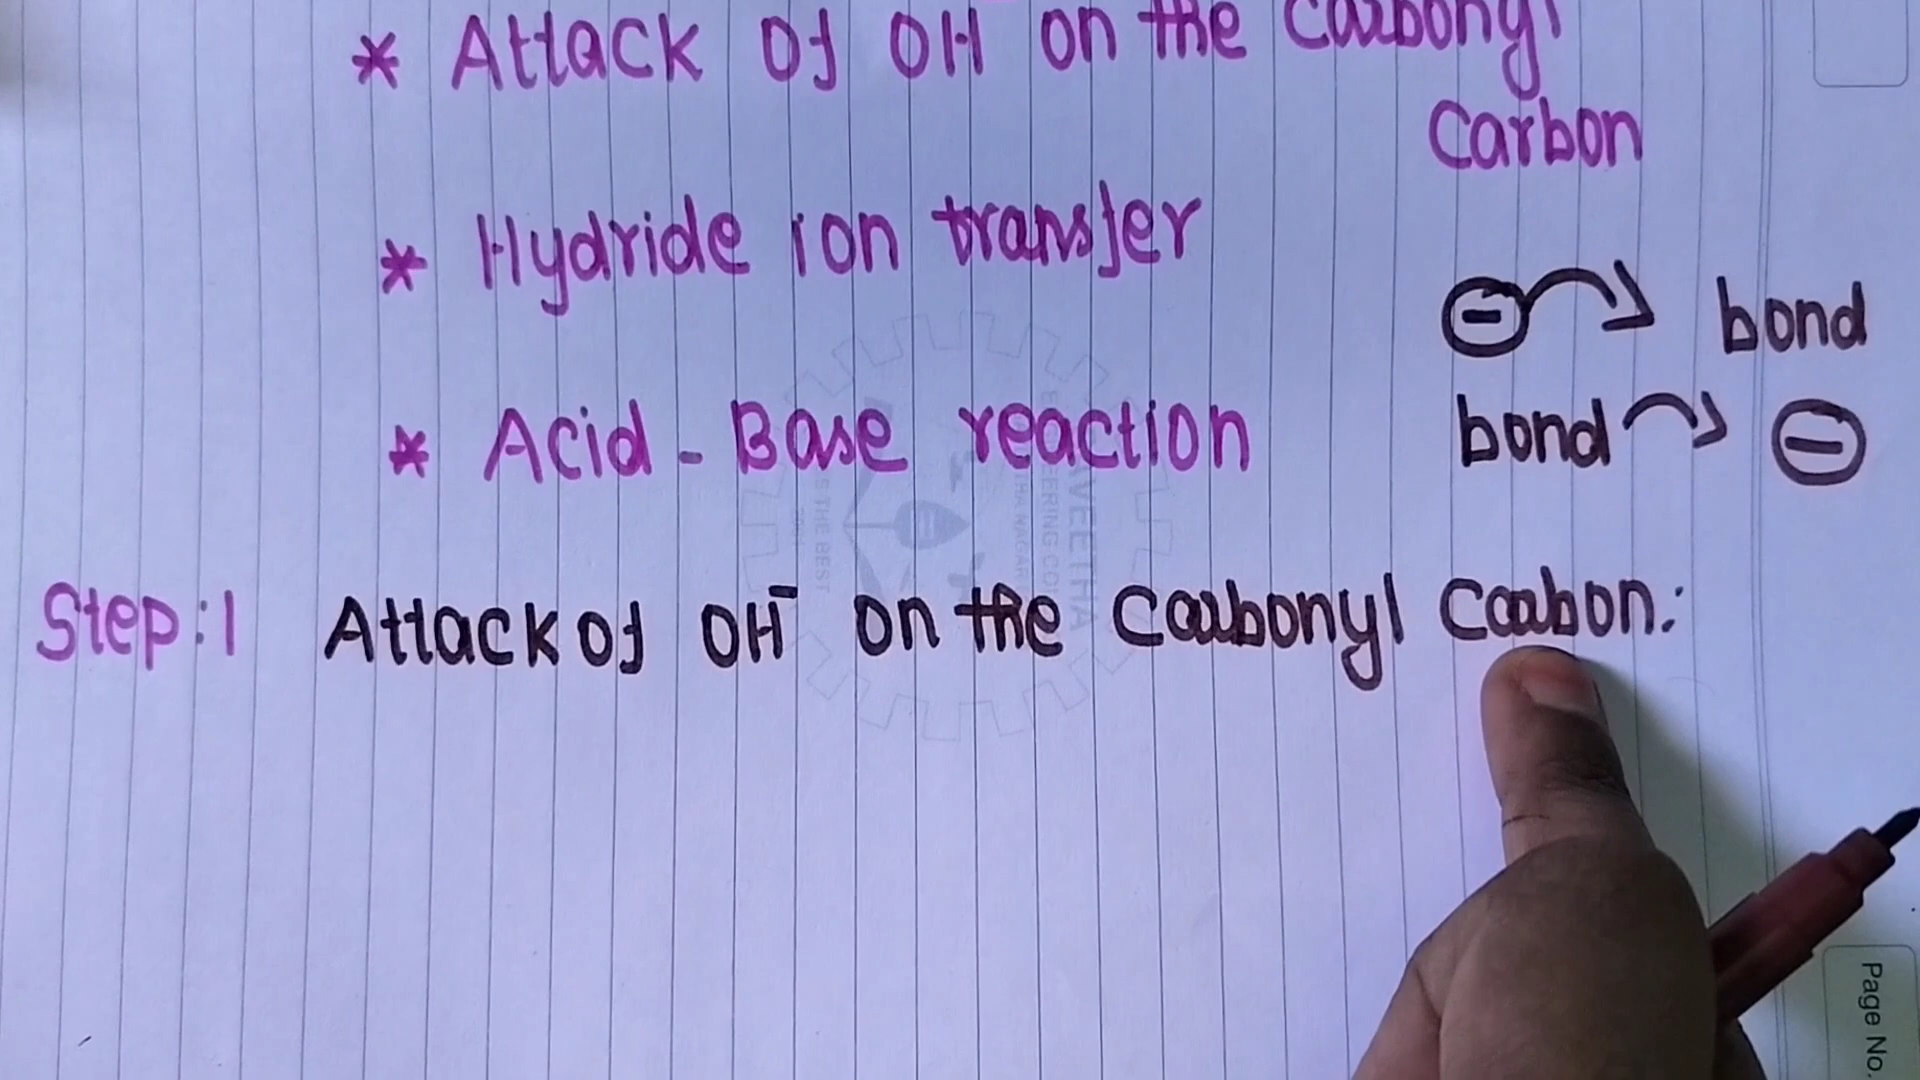 * Attack of OH on the Carbonyl
Carbon
* Hydride ion transfer
⊖ ↷ bond
* Acid - Base reaction
bond ↷ ⊖
Step:1 Attack of OH⁻ on the Carbonyl Carbon:
Page No.